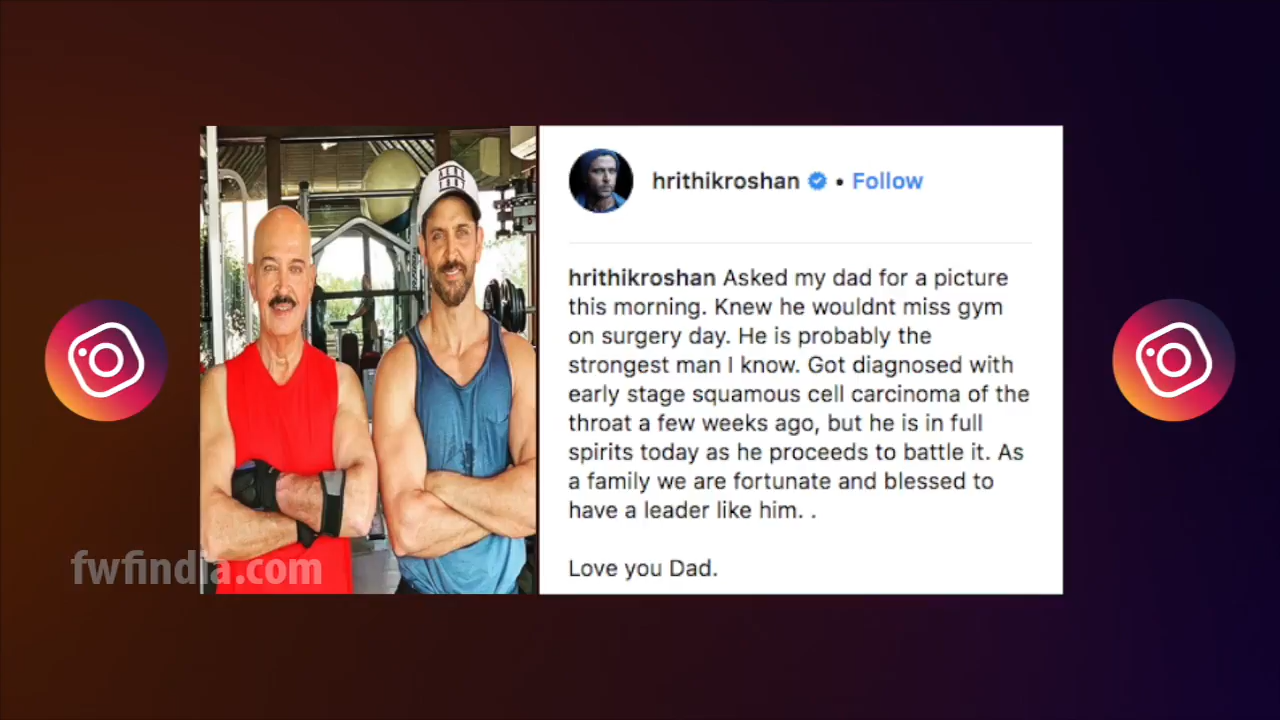 hrithikroshan • Follow
hrithikroshan Asked my dad for a picture
this morning. Knew he wouldnt miss gym
on surgery day. He is probably the
strongest man I know. Got diagnosed with
early stage squamous cell carcinoma of the
throat a few weeks ago, but he is in full
spirits today as he proceeds to battle it. As
a family we are fortunate and blessed to
have a leader like him. .
Love you Dad.
fwfindia.com